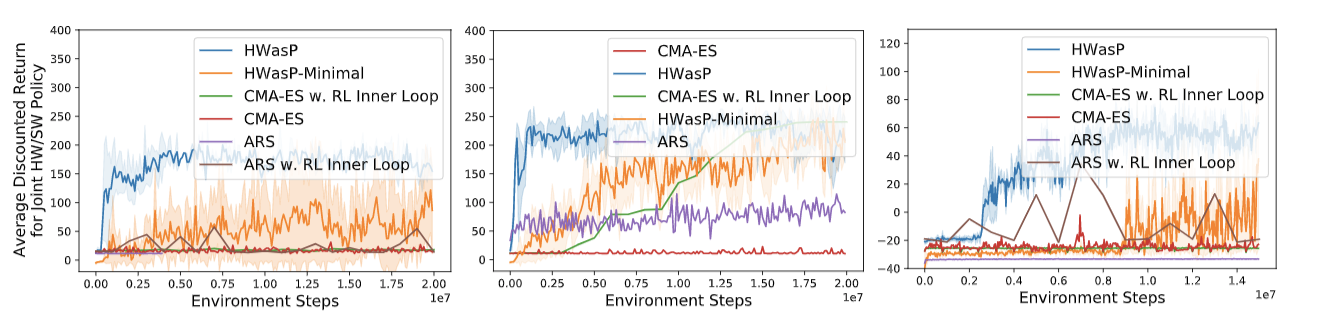 Average Discounted Return
for Joint HW/SW Policy
400
350
300
250
200
150
100
50
0
HWasP
HWasP-Minimal
CMA-ES w. RL Inner Loop
CMA-ES
ARS
ARS w. RL Inner Loop
0.00 0.25 0.50 0.75 1.00 1.25 1.50 1.75 2.00
Environment Steps
1e7
400
350
300
250
200
150
100
50
0
CMA-ES
HWasP
CMA-ES w. RL Inner Loop
HWasP-Minimal
ARS
0.00 0.25 0.50 0.75 1.00 1.25 1.50 1.75 2.00
Environment Steps
1e7
120
100
80
60
40
20
0
−20
−40
HWasP
HWasP-Minimal
CMA-ES w. RL Inner Loop
CMA-ES
ARS
ARS w. RL Inner Loop
0.0 0.2 0.4 0.6 0.8 1.0 1.2 1.4
Environment Steps
1e7